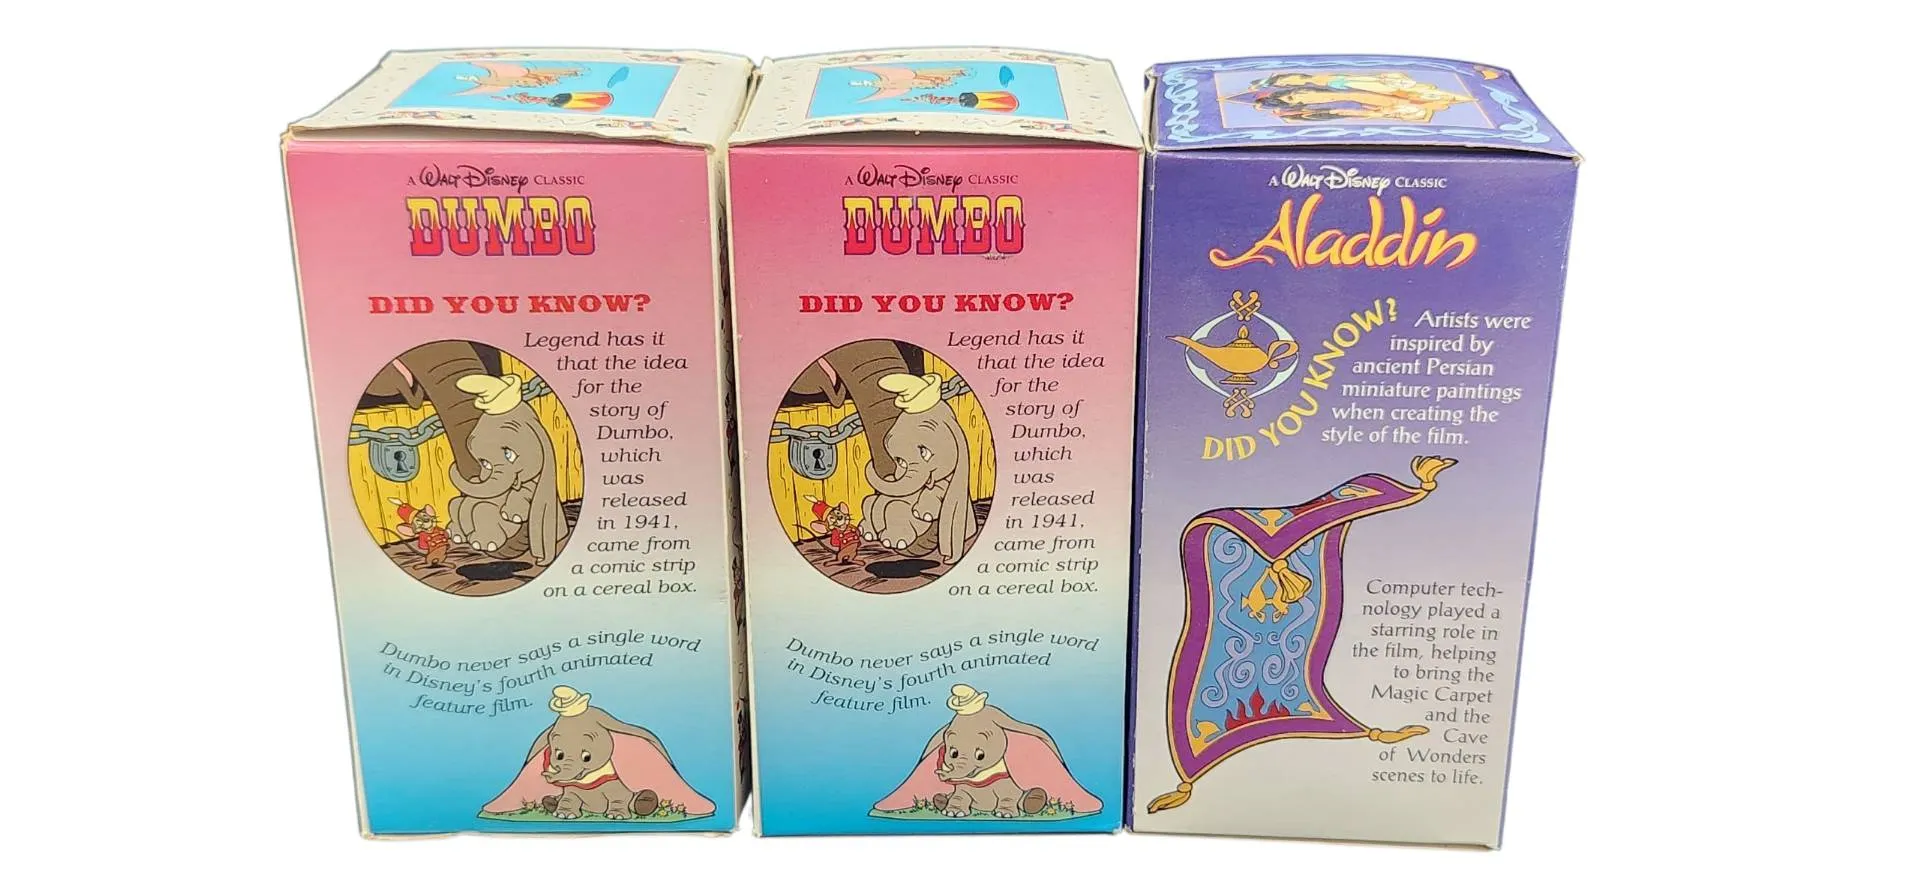 A WALT DISNEY CLASSIC
DUMBO
DID YOU KNOW?
Legend has it
that the idea
for the
story of
Dumbo,
which
was
released
in 1941,
came from
a comic strip
on a cereal box.
Dumbo never says a single word
in Disney's fourth animated
feature film.
A WALT DISNEY CLASSIC
DUMBO
DID YOU KNOW?
Legend has it
that the idea
for the
story of
Dumbo,
which
was
released
in 1941,
came from
a comic strip
on a cereal box.
Dumbo never says a single word
in Disney's fourth animated
feature film.
A WALT DISNEY CLASSIC
Aladdin
DID YOU KNOW?
Artists were
inspired by
ancient Persian
miniature paintings
when creating the
style of the film.
Computer tech-
nology played a
starring role in
the film, helping
to bring the
Magic Carpet
and the
Cave
of Wonders
scenes to life.